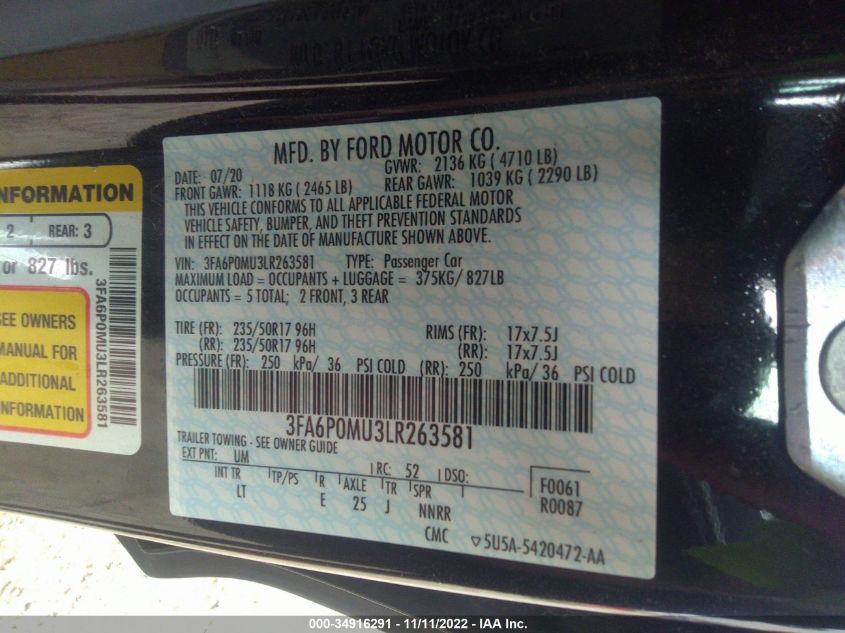 MFD. BY FORD MOTOR CO.
DATE: 07/20
GVWR: 2136 KG ( 4710 LB)
FRONT GAWR: 1118 KG ( 2465 LB)
REAR GAWR: 1039 KG ( 2290 LB)
THIS VEHICLE CONFORMS TO ALL APPLICABLE FEDERAL MOTOR
VEHICLE SAFETY, BUMPER, AND THEFT PREVENTION STANDARDS
IN EFFECT ON THE DATE OF MANUFACTURE SHOWN ABOVE.
VIN: 3FA6P0MU3LR263581 TYPE: Passenger Car
MAXIMUM LOAD = OCCUPANTS + LUGGAGE = 375KG/ 827LB
OCCUPANTS = 5 TOTAL; 2 FRONT, 3 REAR
TIRE (FR): 235/50R17 96H RIMS (FR): 17x7.5J
(RR): 235/50R17 96H (RR): 17x7.5J
PRESSURE (FR): 250 kPa/ 36 PSI COLD (RR): 250 kPa/ 36 PSI COLD
3FA6P0MU3LR263581
TRAILER TOWING - SEE OWNER GUIDE
EXT PNT: UM RC: 52 DSO:
INT TR TP/PS R AXLE TR SPR
LT E 25 J NNRR
F0061
R0087
CMC ▽5U5A-5420472-AA
NFORMATION
2 REAR: 3
or 827 lbs.
SEE OWNERS
MANUAL FOR
ADDITIONAL
INFORMATION
3FA6P0MU3LR263581
000-34916291 - 11/11/2022 - IAA Inc.